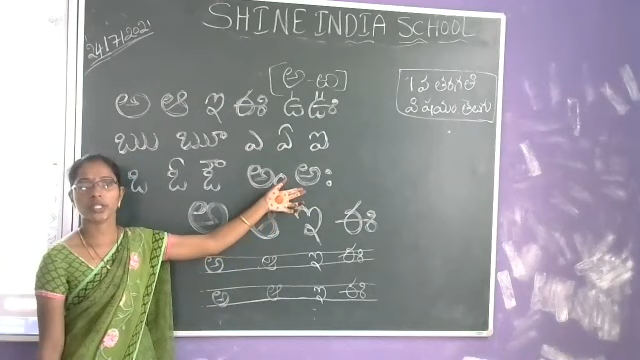 SHINE INDIA SCHOOL
24/7/2021
[అ-ఱ]
1వ తరగతి
విషయం తెలుగు
అ ఆ ఇ ఈ ఉ ఊ
ఋ ౠ ఎ ఏ ఐ
ఒ ఓ ఔ అం అః
అ ఆ ఇ ఈ
అ ఆ ఇ ఈ
అ ఆ ఇ ఈ